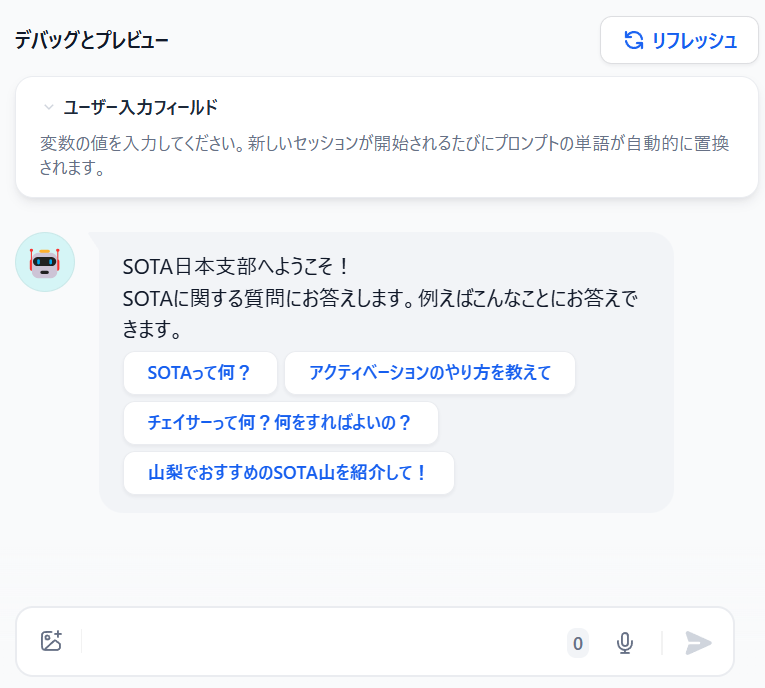 デバッグとプレビュー
リフレッシュ
ユーザー入力フィールド
変数の値を入力してください。新しいセッションが開始されるたびにプロンプトの単語が自動的に置換
されます。
SOTA日本支部へようこそ！
SOTAに関する質問にお答えします。例えばこんなことにお答えで
きます。
SOTAって何？
アクティベーションのやり方を教えて
チェイサーって何？何をすればよいの？
山梨でおすすめのSOTA山を紹介して！
0